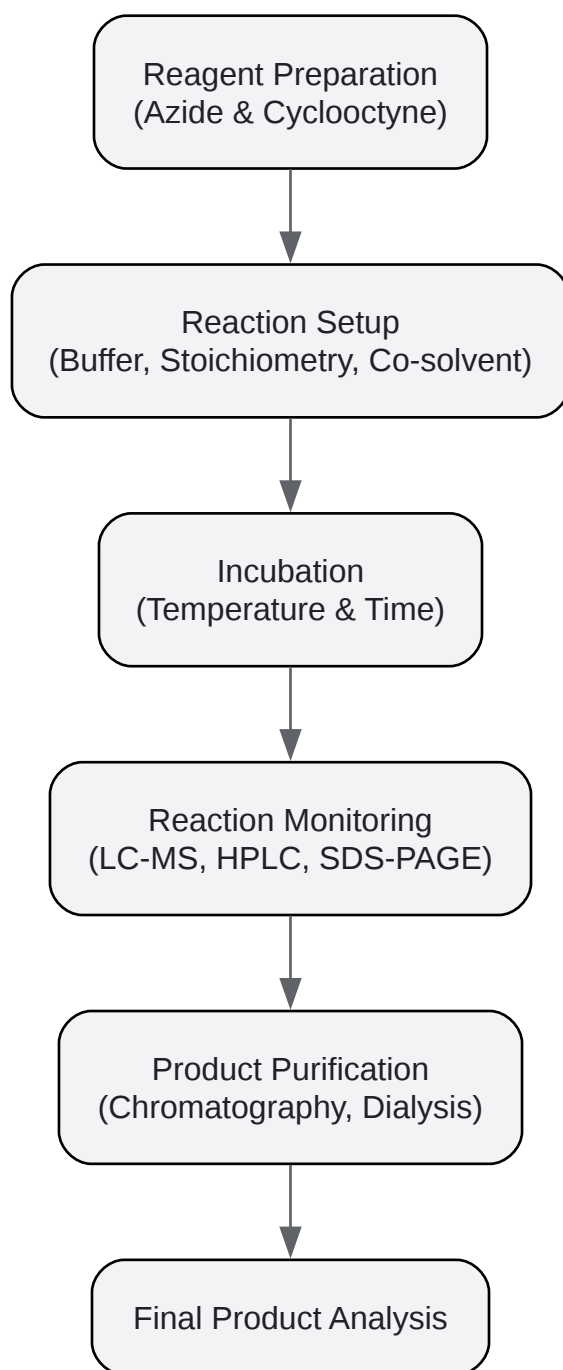 Reagent Preparation
(Azide & Cyclooctyne)
Reaction Setup
(Buffer, Stoichiometry, Co-solvent)
Incubation
(Temperature & Time)
Reaction Monitoring
(LC-MS, HPLC, SDS-PAGE)
Product Purification
(Chromatography, Dialysis)
Final Product Analysis